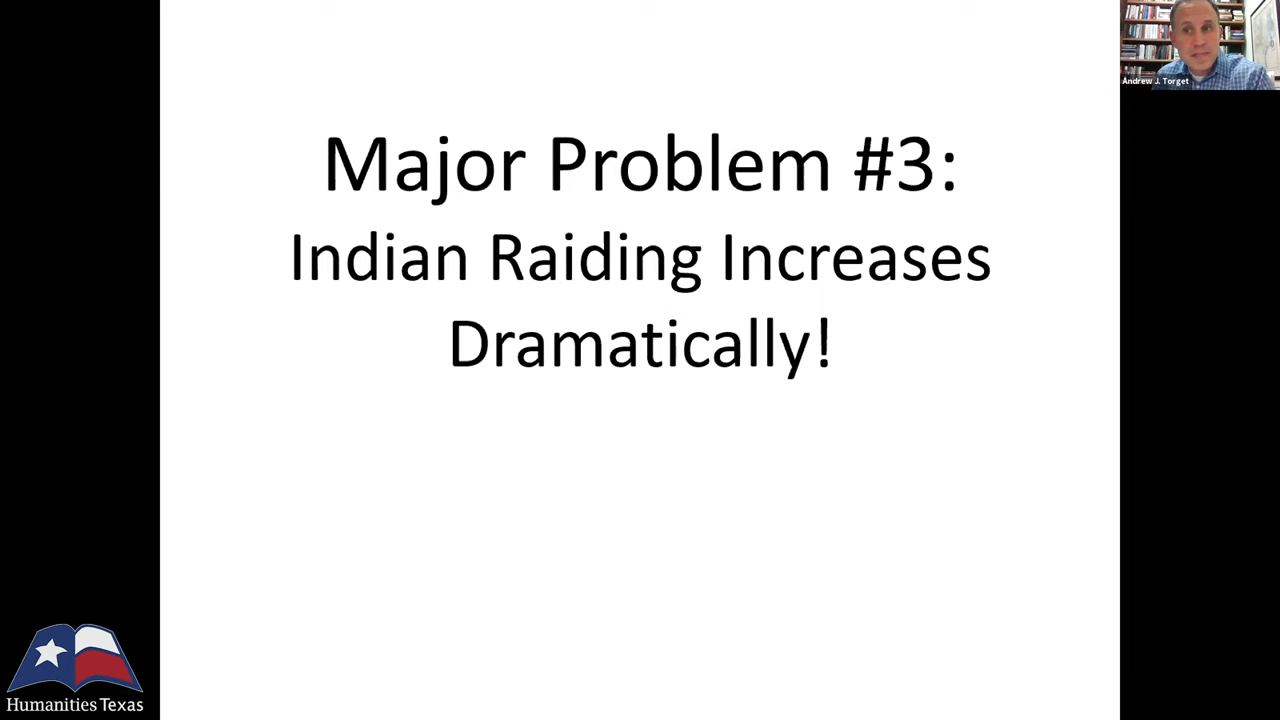 Andrew J. Torget
Major Problem #3:
Indian Raiding Increases
Dramatically!
Humanities Texas